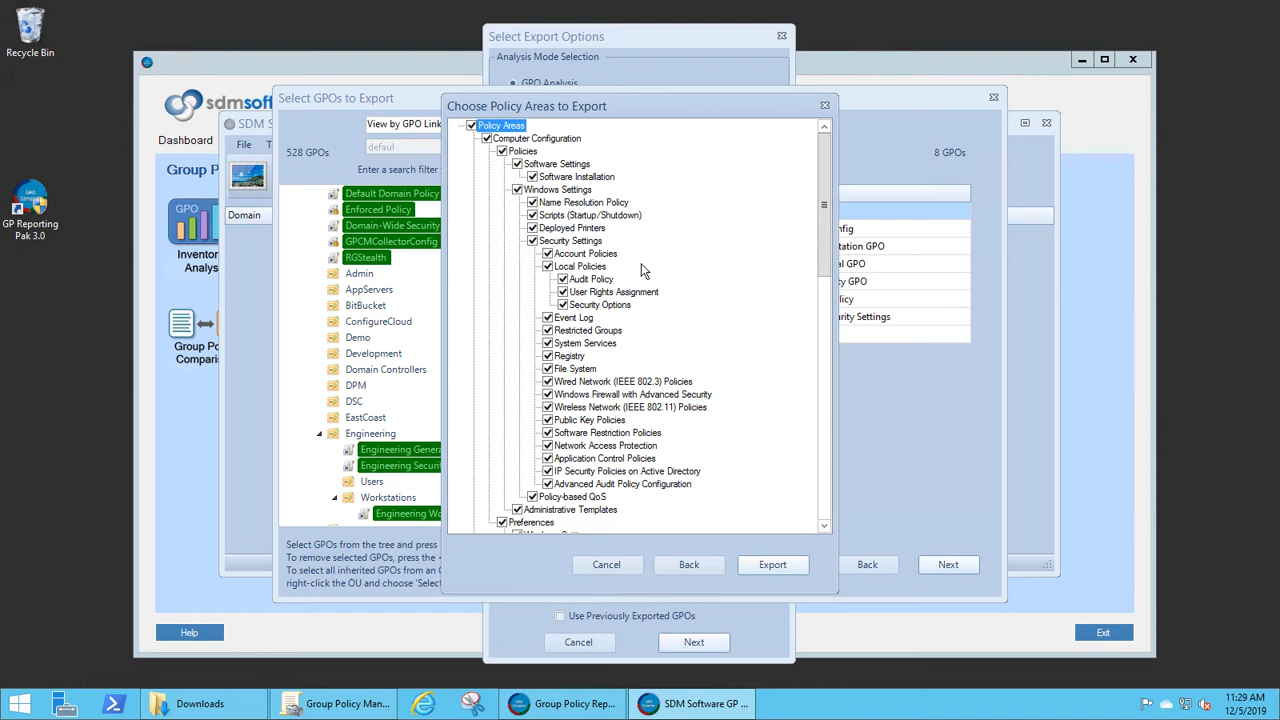 Recycle Bin
GP Reporting
Pak 3.0
Select Export Options
Analysis Mode Selection
GPO Analysis
sdmsoft
Dashboard
Group P
GPO
Inventor
Analys
Group P
Compari
SDM S
File
T
Domain
Select GPOs to Export
View by GPO Link
528 GPOs
defaul
Enter a search filter
Default Domain Policy
Enforced Policy
Domain-Wide Security
GPCMCollectorConfig
RGStealth
Admin
AppServers
BitBucket
ConfigureCloud
Demo
Development
Domain Controllers
DPM
DSC
EastCoast
Engineering
Engineering Gener
Engineering Securi
Users
Workstations
Engineering Wo
Select GPOs from the tree and press
To remove selected GPOs, press the <
To select all inherited GPOs from an O
right-click the OU and choose 'Select
Choose Policy Areas to Export
Policy Areas
Computer Configuration
Policies
Software Settings
Software Installation
Windows Settings
Name Resolution Policy
Scripts (Startup/Shutdown)
Deployed Printers
Security Settings
Account Policies
Local Policies
Audit Policy
User Rights Assignment
Security Options
Event Log
Restricted Groups
System Services
Registry
File System
Wired Network (IEEE 802.3) Policies
Windows Firewall with Advanced Security
Wireless Network (IEEE 802.11) Policies
Public Key Policies
Software Restriction Policies
Network Access Protection
Application Control Policies
IP Security Policies on Active Directory
Advanced Audit Policy Configuration
Policy-based QoS
Administrative Templates
Preferences
Cancel
Back
Export
8 GPOs
nfig
tation GPO
al GPO
ty GPO
licy
urity Settings
Back
Next
Use Previously Exported GPOs
Cancel
Next
Help
Exit
Downloads
Group Policy Man...
Group Policy Rep...
SDM Software GP ...
11:29 AM
12/5/2019